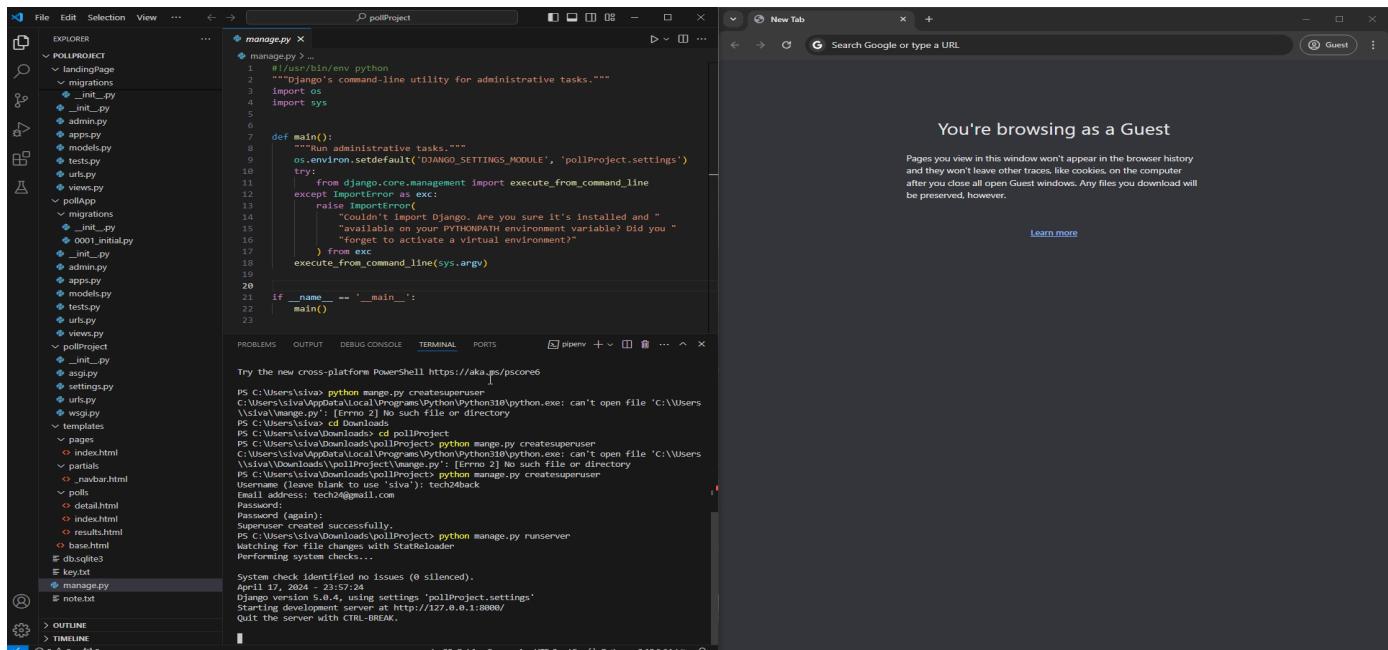 File Edit Selection View ···
pollProject
EXPLORER ···
POLLPROJECT
landingPage
migrations
__init__.py
__init__.py
admin.py
apps.py
models.py
tests.py
urls.py
views.py
pollApp
migrations
__init__.py
0001_initial.py
__init__.py
admin.py
apps.py
models.py
tests.py
urls.py
views.py
pollProject
__init__.py
asgi.py
settings.py
urls.py
wsgi.py
templates
pages
index.html
partials
_navbar.html
polls
detail.html
index.html
results.html
base.html
db.sqlite3
key.txt
manage.py
note.txt
OUTLINE
TIMELINE
manage.py
manage.py > ...
1 #!/usr/bin/env python
2 """Django's command-line utility for administrative tasks."""
3 import os
4 import sys
5
6
7 def main():
8 """Run administrative tasks."""
9 os.environ.setdefault('DJANGO_SETTINGS_MODULE', 'pollProject.settings')
10 try:
11 from django.core.management import execute_from_command_line
12 except ImportError as exc:
13 raise ImportError(
14 "Couldn't import Django. Are you sure it's installed and "
15 "available on your PYTHONPATH environment variable? Did you "
16 "forget to activate a virtual environment?"
17 ) from exc
18 execute_from_command_line(sys.argv)
19
20
21 if __name__ == '__main__':
22 main()
23
PROBLEMS OUTPUT DEBUG CONSOLE TERMINAL PORTS
pipenv
Try the new cross-platform PowerShell https://aka.ms/pscore6
PS C:\Users\siva> python mange.py createsuperuser
C:\Users\siva\AppData\Local\Programs\Python\Python310\python.exe: can't open file 'C:\\Users
\\siva\\mange.py': [Errno 2] No such file or directory
PS C:\Users\siva> cd Downloads
PS C:\Users\siva\Downloads> cd pollProject
PS C:\Users\siva\Downloads\pollProject> python mange.py createsuperuser
C:\Users\siva\AppData\Local\Programs\Python\Python310\python.exe: can't open file 'C:\\Users
\\siva\\Downloads\\pollProject\\mange.py': [Errno 2] No such file or directory
PS C:\Users\siva\Downloads\pollProject> python manage.py createsuperuser
Username (leave blank to use 'siva'): tech24back
Email address: tech24@gmail.com
Password:
Password (again):
Superuser created successfully.
PS C:\Users\siva\Downloads\pollProject> python manage.py runserver
Watching for file changes with StatReloader
Performing system checks...
System check identified no issues (0 silenced).
April 17, 2024 - 23:57:24
Django version 5.0.4, using settings 'pollProject.settings'
Starting development server at http://127.0.0.1:8000/
Quit the server with CTRL-BREAK.
New Tab
Search Google or type a URL
Guest
You're browsing as a Guest
Pages you view in this window won't appear in the browser history
and they won't leave other traces, like cookies, on the computer
after you close all open Guest windows. Any files you download will
be preserved, however.
Learn more